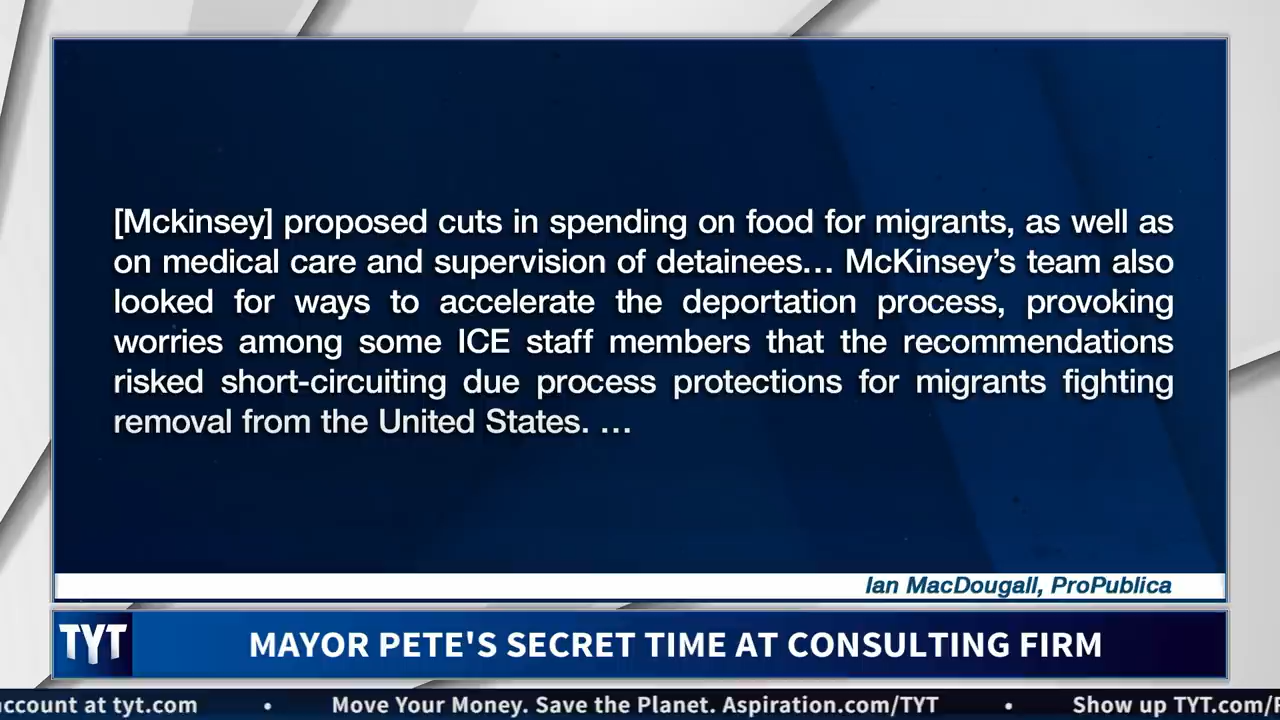 [Mckinsey] proposed cuts in spending on food for migrants, as well as
on medical care and supervision of detainees… McKinsey's team also
looked for ways to accelerate the deportation process, provoking
worries among some ICE staff members that the recommendations
risked short-circuiting due process protections for migrants fighting
removal from the United States. …
Ian MacDougall, ProPublica
TYT
MAYOR PETE'S SECRET TIME AT CONSULTING FIRM
account at tyt.com • Move Your Money. Save the Planet. Aspiration.com/TYT • Show up TYT.com/